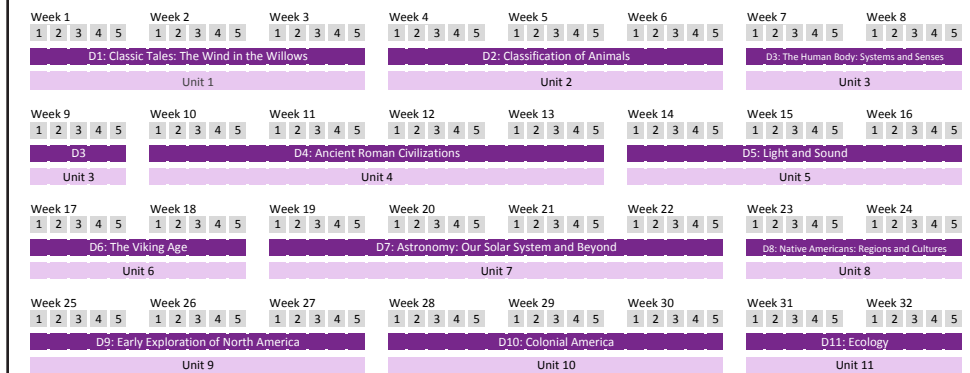 Week 1 Week 2 Week 3 Week 4 Week 5 Week 6 Week 7 Week 8
1 2 3 4 5 1 2 3 4 5 1 2 3 4 5 1 2 3 4 5 1 2 3 4 5 1 2 3 4 5 1 2 3 4 5 1 2 3 4 5
D1: Classic Tales: The Wind in the Willows D2: Classification of Animals D3: The Human Body: Systems and Senses
Unit 1 Unit 2 Unit 3
Week 9 Week 10 Week 11 Week 12 Week 13 Week 14 Week 15 Week 16
1 2 3 4 5 1 2 3 4 5 1 2 3 4 5 1 2 3 4 5 1 2 3 4 5 1 2 3 4 5 1 2 3 4 5 1 2 3 4 5
D3 D4: Ancient Roman Civilizations D5: Light and Sound
Unit 3 Unit 4 Unit 5
Week 17 Week 18 Week 19 Week 20 Week 21 Week 22 Week 23 Week 24
1 2 3 4 5 1 2 3 4 5 1 2 3 4 5 1 2 3 4 5 1 2 3 4 5 1 2 3 4 5 1 2 3 4 5 1 2 3 4 5
D6: The Viking Age D7: Astronomy: Our Solar System and Beyond D8: Native Americans: Regions and Cultures
Unit 6 Unit 7 Unit 8
Week 25 Week 26 Week 27 Week 28 Week 29 Week 30 Week 31 Week 32
1 2 3 4 5 1 2 3 4 5 1 2 3 4 5 1 2 3 4 5 1 2 3 4 5 1 2 3 4 5 1 2 3 4 5 1 2 3 4 5
D9: Early Exploration of North America D10: Colonial America D11: Ecology
Unit 9 Unit 10 Unit 11